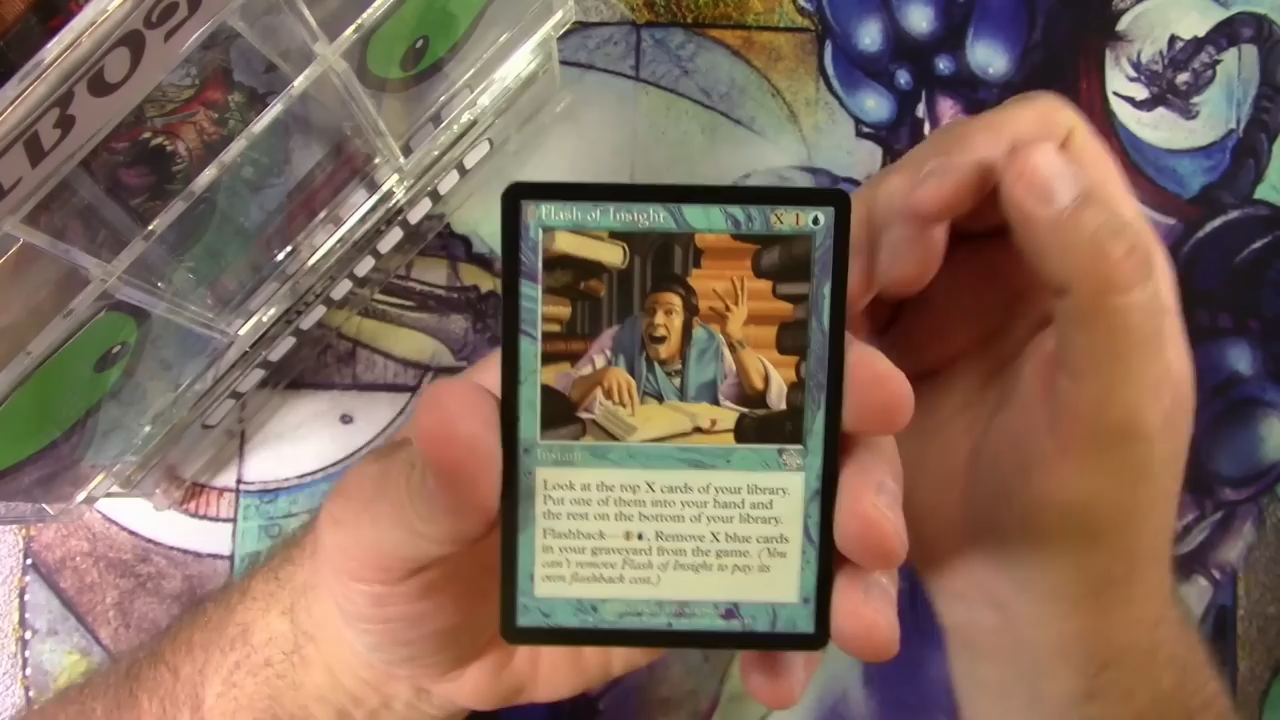 Flash of Insight X 1
Instant
Look at the top X cards of your library.
Put one of them into your hand and
the rest on the bottom of your library.
Flashback—1, Remove X blue cards
in your graveyard from the game. (You
can't remove Flash of Insight to pay its
own flashback cost.)